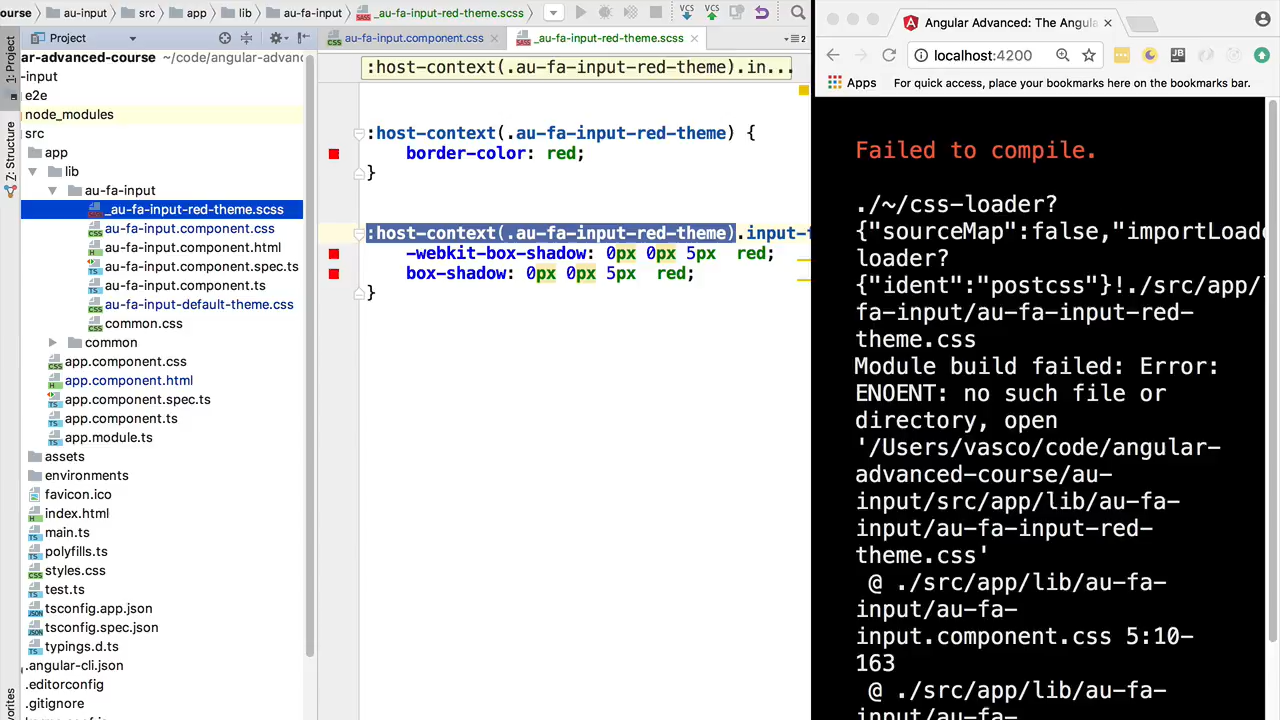 ourse
au-input
src
app
lib
au-fa-input
_au-fa-input-red-theme.scss
VCS
VCS
Project
1: Project
Z: Structure
vorites
ar-advanced-course ~/code/angular-advanc
-input
e2e
node_modules
src
app
lib
au-fa-input
_au-fa-input-red-theme.scss
au-fa-input.component.css
au-fa-input.component.html
au-fa-input.component.spec.ts
au-fa-input.component.ts
au-fa-input-default-theme.css
common.css
common
app.component.css
app.component.html
app.component.spec.ts
app.component.ts
app.module.ts
assets
environments
favicon.ico
index.html
main.ts
polyfills.ts
styles.css
test.ts
tsconfig.app.json
tsconfig.spec.json
typings.d.ts
.angular-cli.json
.editorconfig
.gitignore
au-fa-input.component.css
_au-fa-input-red-theme.scss
2
:host-context(.au-fa-input-red-theme).in...
:host-context(.au-fa-input-red-theme) {
border-color: red;
}
:host-context(.au-fa-input-red-theme).input-f
-webkit-box-shadow: 0px 0px 5px red;
box-shadow: 0px 0px 5px red;
}
Angular Advanced: The Angula
localhost:4200
JB
Apps
For quick access, place your bookmarks here on the bookmarks bar.
Failed to compile.
./~/css-loader?
{"sourceMap":false,"importLoade
loader?
{"ident":"postcss"}!./src/app/l
fa-input/au-fa-input-red-
theme.css
Module build failed: Error:
ENOENT: no such file or
directory, open
'/Users/vasco/code/angular-
advanced-course/au-
input/src/app/lib/au-fa-
input/au-fa-input-red-
theme.css'
@ ./src/app/lib/au-fa-
input/au-fa-
input.component.css 5:10-
163
@ ./src/app/lib/au-fa-